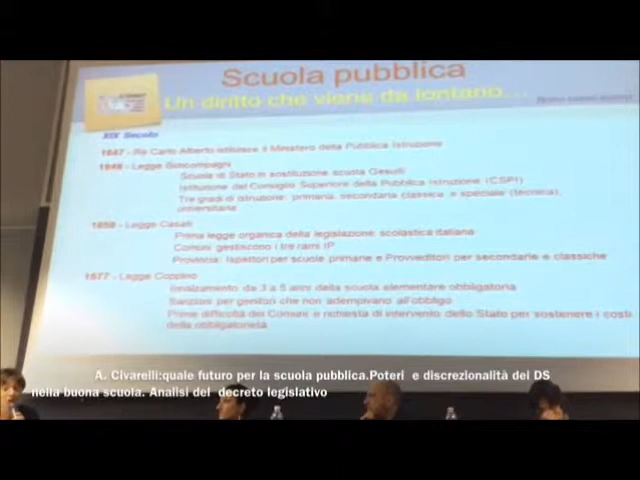 Scuola pubblica
Un diritto che viene da lontano...
XIX Secolo
1847 - Re Carlo Alberto istituisce il Ministero della Pubblica Istruzione
1848 - Legge Boncompagni
Scuola di Stato in sostituzione scuola Gesuiti
Istituzione del Consiglio Superiore della Pubblica Istruzione (CSPI)
Tre gradi di istruzione: primaria, secondaria classica e speciale (tecnica),
universitaria
1859 - Legge Casati
Prima legge organica della legislazione scolastica italiana
Comuni gestiscono i tre rami IP
Provincia: Ispettori per scuole primarie e Provveditori per secondarie e classiche
1877 - Legge Coppino
Innalzamento da 3 a 5 anni della scuola elementare obbligatoria
Sanzioni per genitori che non adempivano all'obbligo
Prime difficoltà dei Comuni e richiesta di intervento dello Stato per sostenere i costi
della obbligatorietà
A. Civarelli:quale futuro per la scuola pubblica.Poteri e discrezionalità dei DS
nella buona scuola. Analisi del decreto legislativo